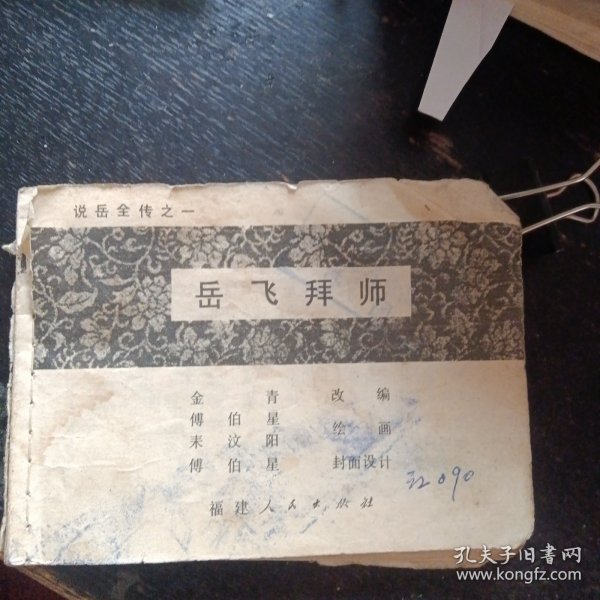 说岳全传之一
岳飞拜师
金青 改编
傅伯星
耒汶阳 绘画
傅伯星 封面设计
090
福建人民出版社
孔夫子旧书网
www.kongfz.com